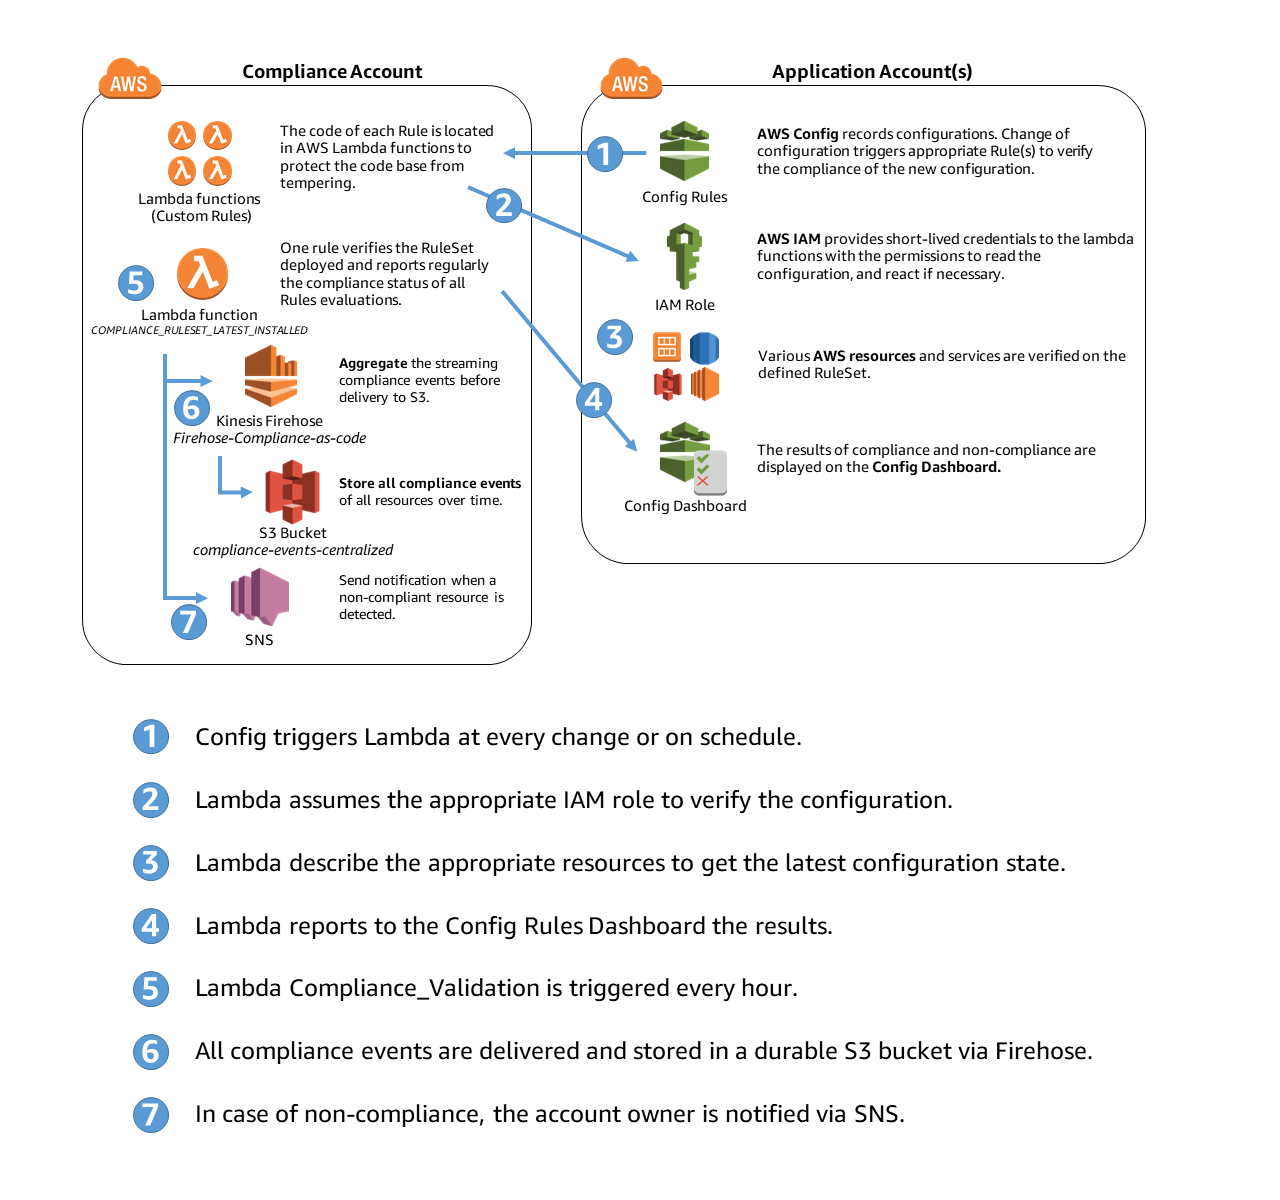 AWS
Compliance Account
Lambda functions
(Custom Rules)
The code of each Rule is located
in AWS Lambda functions to
protect the code base from
tempering.
5
Lambda function
COMPLIANCE_RULESET_LATEST_INSTALLED
One rule verifies the RuleSet
deployed and reports regularly
the compliance status of all
Rules evaluations.
6
Kinesis Firehose
Firehose-Compliance-as-code
Aggregate the streaming
compliance events before
delivery to S3.
S3 Bucket
compliance-events-centralized
Store all compliance events
of all resources over time.
7
SNS
Send notification when a
non-compliant resource is
detected.
1
2
3
4
AWS
Application Account(s)
Config Rules
AWS Config records configurations. Change of
configuration triggers appropriate Rule(s) to verify
the compliance of the new configuration.
IAM Role
AWS IAM provides short-lived credentials to the lambda
functions with the permissions to read the
configuration, and react if necessary.
Various AWS resources and services are verified on the
defined RuleSet.
Config Dashboard
The results of compliance and non-compliance are
displayed on the Config Dashboard.
1 Config triggers Lambda at every change or on schedule.
2 Lambda assumes the appropriate IAM role to verify the configuration.
3 Lambda describe the appropriate resources to get the latest configuration state.
4 Lambda reports to the Config Rules Dashboard the results.
5 Lambda Compliance_Validation is triggered every hour.
6 All compliance events are delivered and stored in a durable S3 bucket via Firehose.
7 In case of non-compliance, the account owner is notified via SNS.